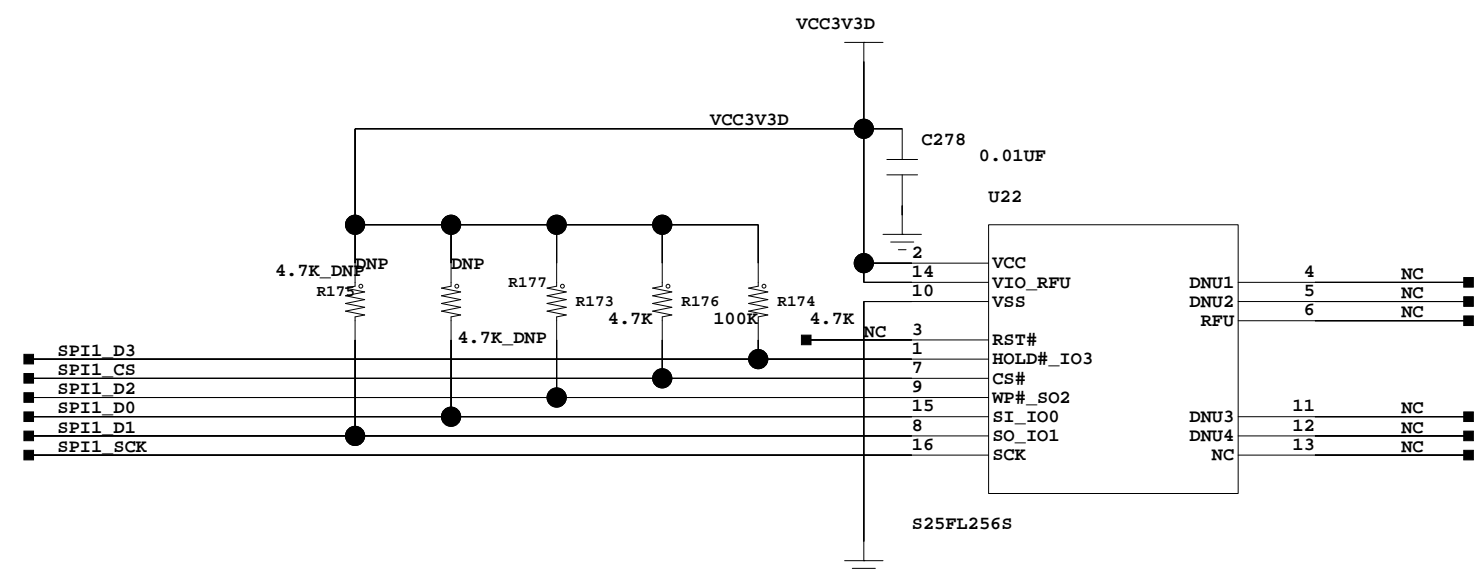 VCC3V3D
VCC3V3D
C278
0.01UF
U22
4.7K_DNP
DNP
DNP
R175
4.7K_DNP
R177
R173
4.7K
R176
100K
R174
4.7K
NC
2
14
10
3
1
7
9
15
8
16
VCC
VIO_RFU
VSS
RST#
HOLD#_IO3
CS#
WP#_SO2
SI_IO0
SO_IO1
SCK
DNU1
DNU2
RFU
DNU3
DNU4
NC
4 NC
5 NC
6 NC
11 NC
12 NC
13 NC
SPI1_D3
SPI1_CS
SPI1_D2
SPI1_D0
SPI1_D1
SPI1_SCK
S25FL256S